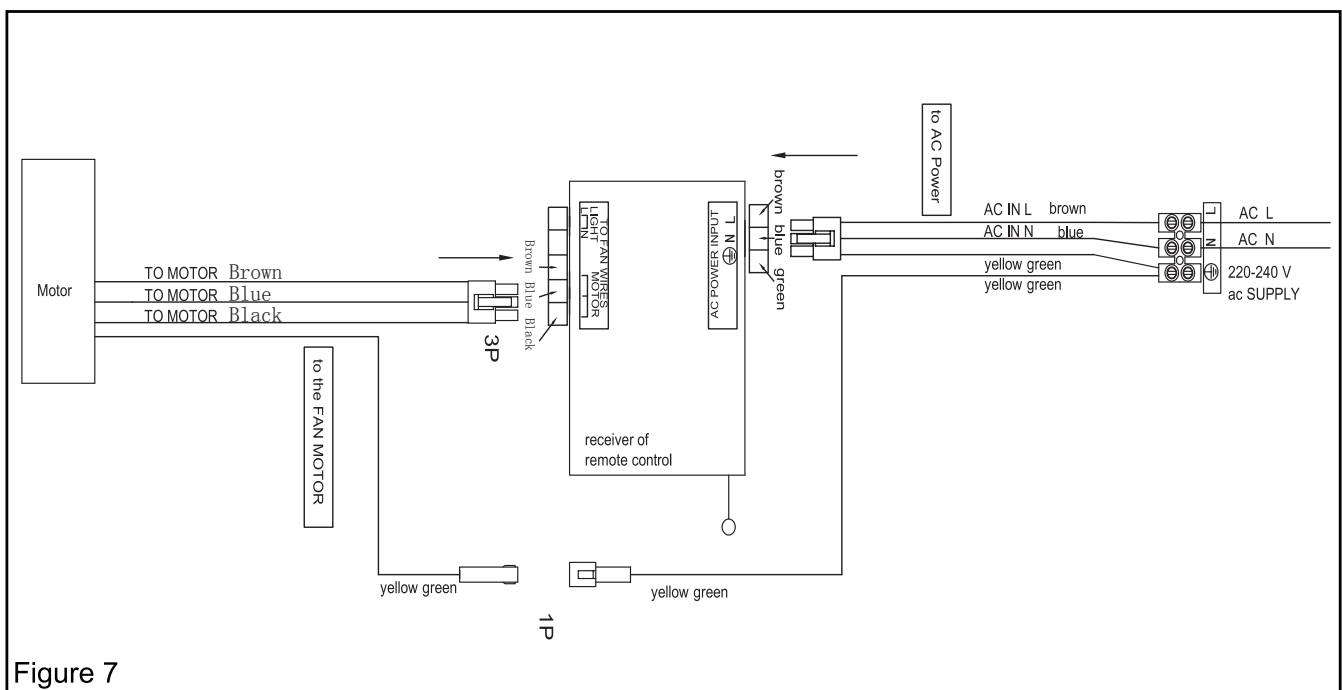 Motor
TO MOTOR Brown
TO MOTOR Blue
TO MOTOR Black
to the FAN MOTOR
yellow green
3P
1P
Brown
Blue
Black
TO FAN WIRES
LIGHT MOTOR
L N
receiver of
remote control
AC POWER INPUT
L N
brown
blue
green
to AC Power
AC IN L brown
AC IN N blue
yellow green
yellow green
yellow green
L
N
AC L
AC N
220-240 V
ac SUPPLY
Figure 7